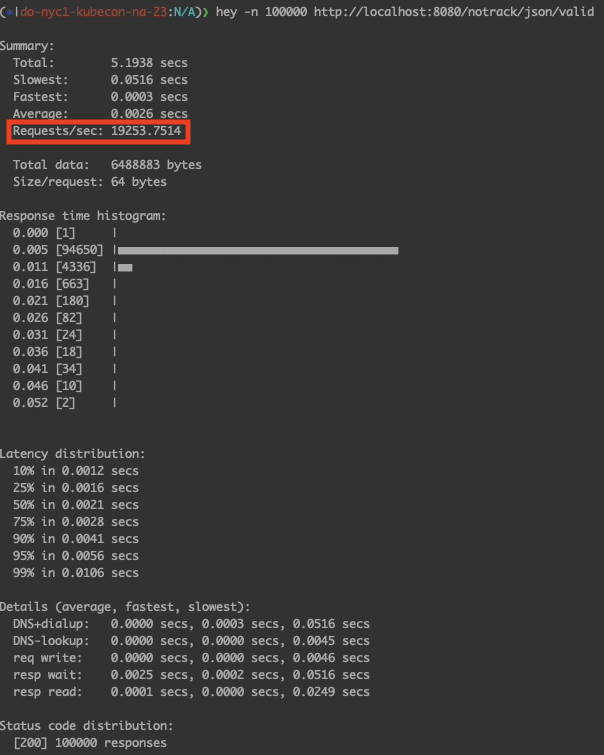 (⎈|do-nyc1-kubecon-na-23:N/A)❯ hey -n 100000 http://localhost:8080/notrack/json/valid
Summary:
Total: 5.1938 secs
Slowest: 0.0516 secs
Fastest: 0.0003 secs
Average: 0.0026 secs
Requests/sec: 19253.7514
Total data: 6488883 bytes
Size/request: 64 bytes
Response time histogram:
0.000 [1] |
0.005 [94650] |
0.011 [4336] |
0.016 [663] |
0.021 [180] |
0.026 [82] |
0.031 [24] |
0.036 [18] |
0.041 [34] |
0.046 [10] |
0.052 [2] |
Latency distribution:
10% in 0.0012 secs
25% in 0.0016 secs
50% in 0.0021 secs
75% in 0.0028 secs
90% in 0.0041 secs
95% in 0.0056 secs
99% in 0.0106 secs
Details (average, fastest, slowest):
DNS+dialup: 0.0000 secs, 0.0003 secs, 0.0516 secs
DNS-lookup: 0.0000 secs, 0.0000 secs, 0.0045 secs
req write: 0.0000 secs, 0.0000 secs, 0.0046 secs
resp wait: 0.0025 secs, 0.0002 secs, 0.0516 secs
resp read: 0.0001 secs, 0.0000 secs, 0.0249 secs
Status code distribution:
[200] 100000 responses